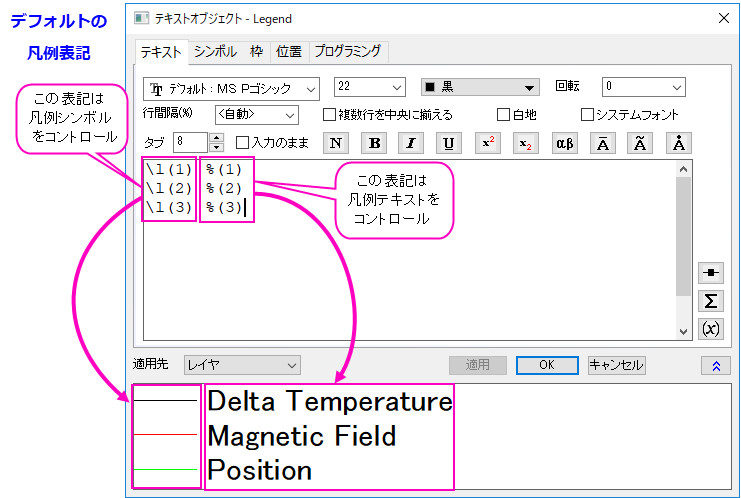 デフォルトの
凡例表記
テキストオブジェクト - Legend
テキスト シンボル 枠 位置 プログラミング
デフォルト: MS Pゴシック 22 黒 回転 0
行間隔(%) <自動> 複数行を中央に揃える 白地 システムフォント
タブ 8 入力のまま N B I U x² x₂ αβ Ā Ã Å
この表記は
凡例シンボル
をコントロール
\l(1) %(1)
\l(2) %(2)
\l(3) %(3)
この表記は
凡例テキストを
コントロール
Σ
(x)
適用先 レイヤ 適用 OK キャンセル
Delta Temperature
Magnetic Field
Position